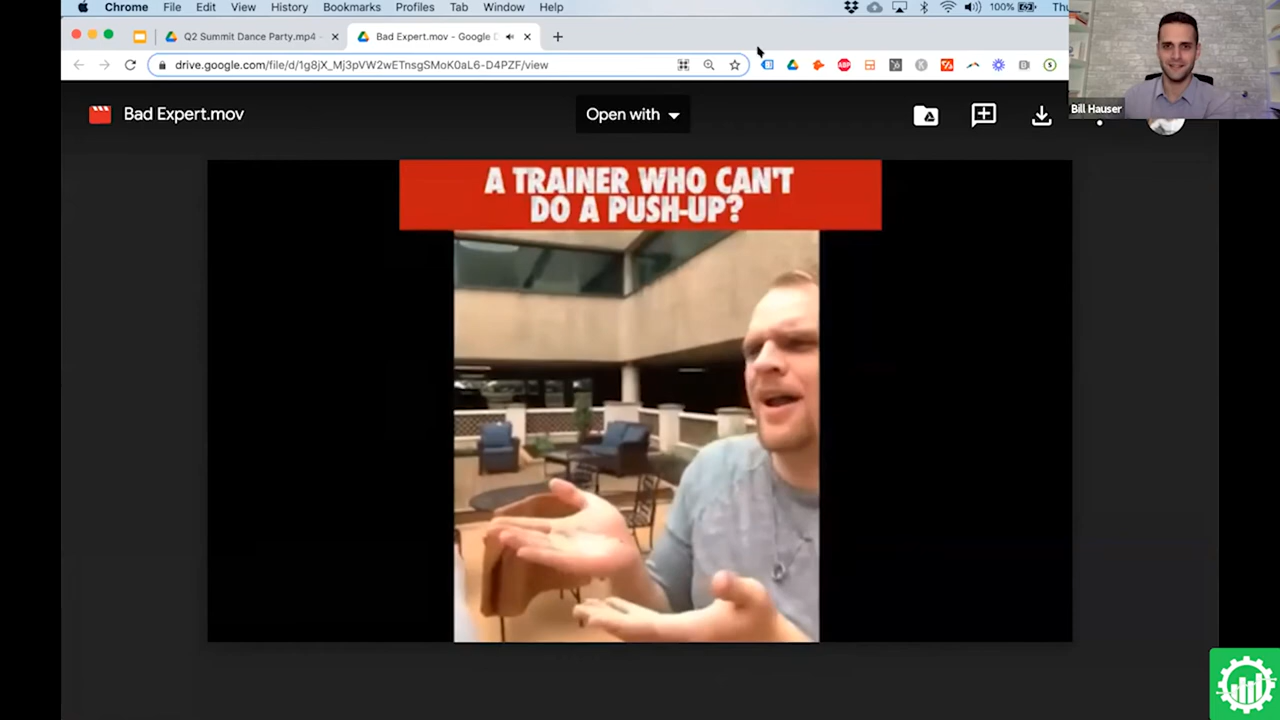 Chrome File Edit View History Bookmarks Profiles Tab Window Help 100% Thu
Q2 Summit Dance Party.mp4 - Bad Expert.mov - Google D
drive.google.com/file/d/1g8jX_Mj3pVW2wETnsgSMoK0aL6-D4PZF/view
Bad Expert.mov Open with
Bill Hauser
A TRAINER WHO CAN'T
DO A PUSH-UP?